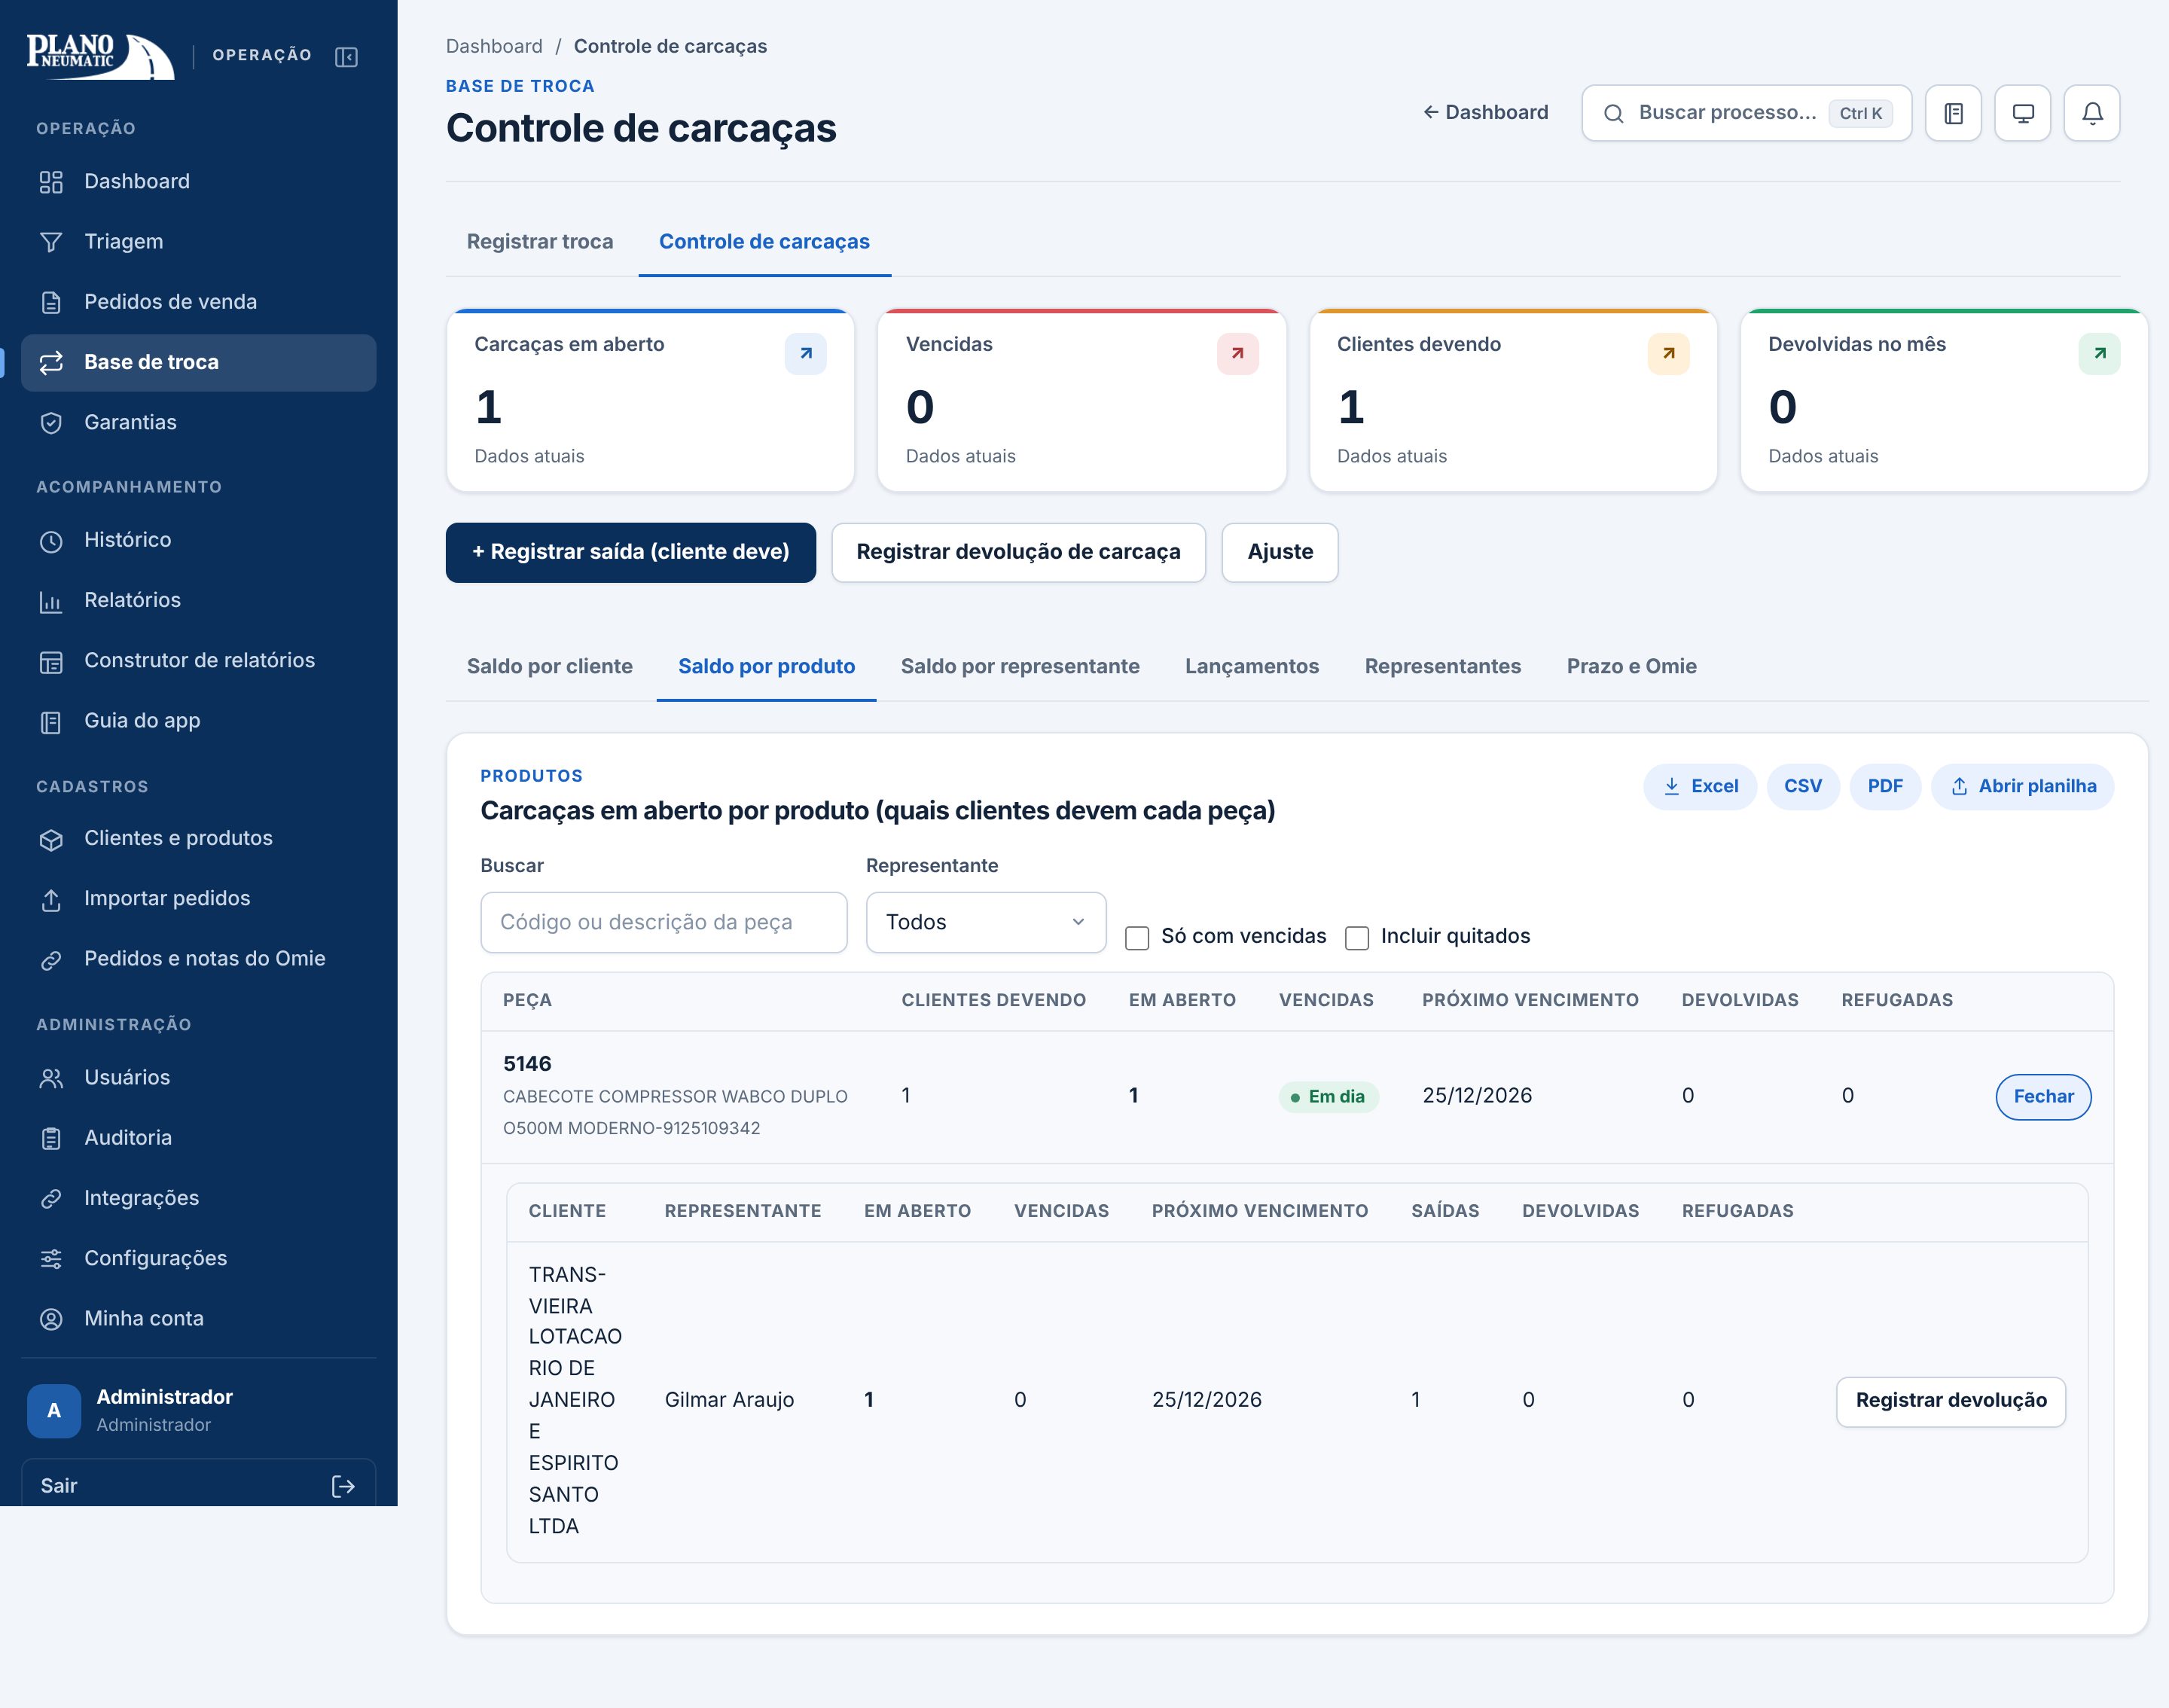 PLANO
NEUMATIC
OPERAÇÃO
OPERAÇÃO
Dashboard
Triagem
Pedidos de venda
Base de troca
Garantias
ACOMPANHAMENTO
Histórico
Relatórios
Construtor de relatórios
Guia do app
CADASTROS
Clientes e produtos
Importar pedidos
Pedidos e notas do Omie
ADMINISTRAÇÃO
Usuários
Auditoria
Integrações
Configurações
Minha conta
A
Administrador
Administrador
Sair
Dashboard / Controle de carcaças
BASE DE TROCA
Controle de carcaças
← Dashboard
Buscar processo... Ctrl K
Registrar troca Controle de carcaças
Carcaças em aberto
1
Dados atuais
Vencidas
0
Dados atuais
Clientes devendo
1
Dados atuais
Devolvidas no mês
0
Dados atuais
+ Registrar saída (cliente deve) Registrar devolução de carcaça Ajuste
Saldo por cliente Saldo por produto Saldo por representante Lançamentos Representantes Prazo e Omie
PRODUTOS
Carcaças em aberto por produto (quais clientes devem cada peça)
Excel CSV PDF Abrir planilha
Buscar Representante
Código ou descrição da peça Todos Só com vencidas Incluir quitados
PEÇA CLIENTES DEVENDO EM ABERTO VENCIDAS PRÓXIMO VENCIMENTO DEVOLVIDAS REFUGADAS
5146
CABECOTE COMPRESSOR WABCO DUPLO
O500M MODERNO-9125109342
1 1 Em dia 25/12/2026 0 0 Fechar
CLIENTE REPRESENTANTE EM ABERTO VENCIDAS PRÓXIMO VENCIMENTO SAÍDAS DEVOLVIDAS REFUGADAS
TRANS-
VIEIRA
LOTACAO
RIO DE
JANEIRO
E
ESPIRITO
SANTO
LTDA
Gilmar Araujo 1 0 25/12/2026 1 0 0 Registrar devolução